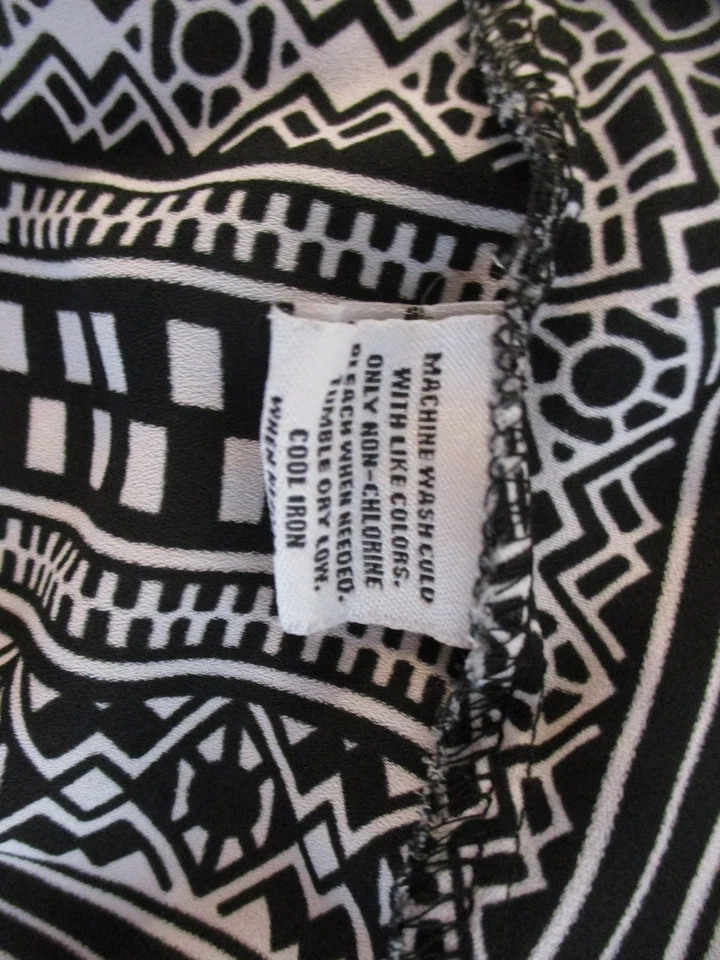 MACHINE WASH COLD
WITH LIKE COLORS.
ONLY NON-CHLORINE
BLEACH WHEN NEEDED.
TUMBLE DRY LOW.
COOL IRON
WHEN